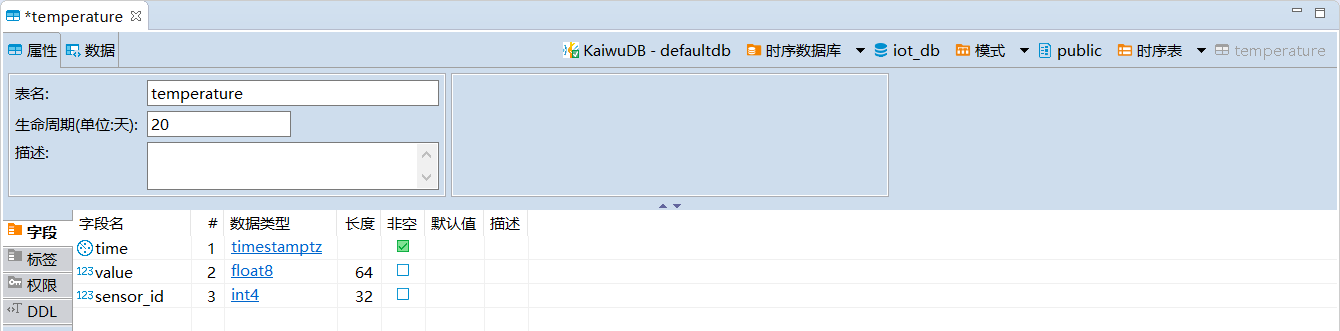 *temperature
属性 数据 KaiwuDB - defaultdb 时序数据库 iot_db 模式 public 时序表 temperature
表名: temperature
生命周期(单位:天): 20
描述:
字段名 # 数据类型 长度 非空 默认值 描述
字段
time 1 timestamptz
标签
123 value 2 float8 64
权限
123 sensor_id 3 int4 32
DDL